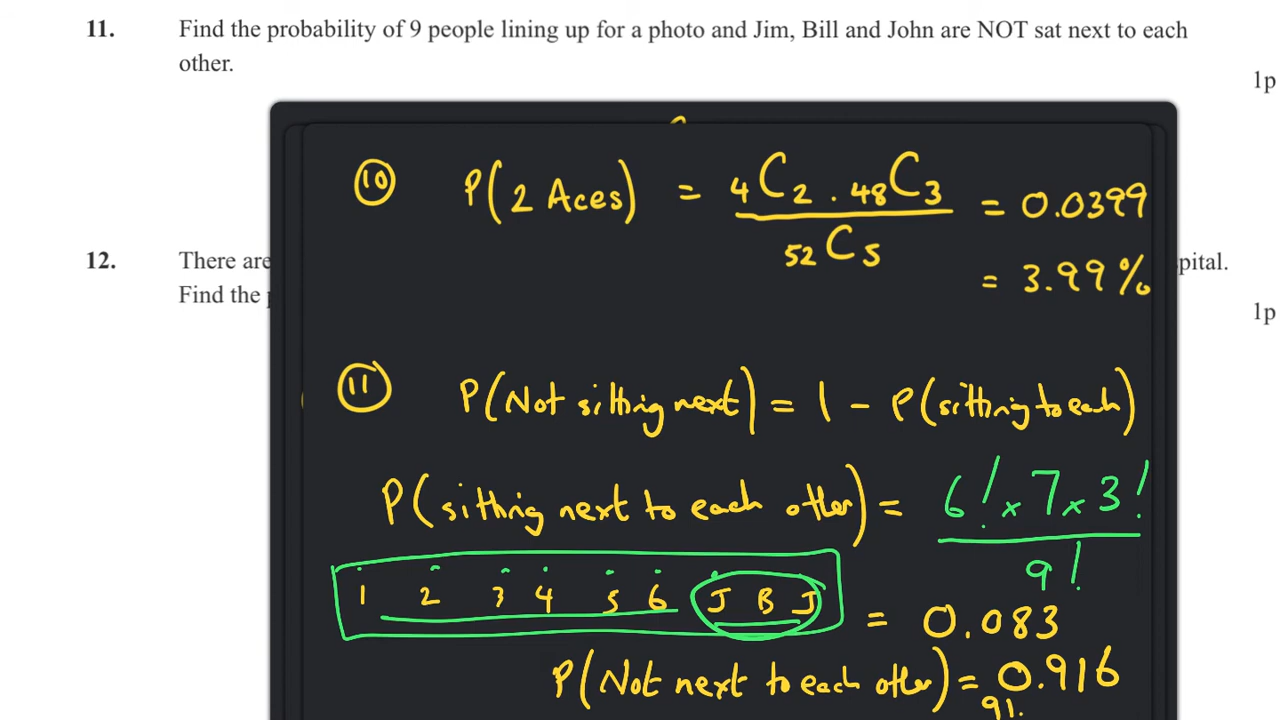 11. Find the probability of 9 people lining up for a photo and Jim, Bill and John are NOT sat next to each
other.
1p
⑩ P(2 Aces) = 4C2 . 48C3 / 52C5 = 0.0399
= 3.99%
12. There are
pital.
Find the
1p
⑪ P(Not sitting next) = 1 - P(sitting to each)
P(sitting next to each other) = 6! x 7 x 3! / 9!
1 2 3 4 5 6 J B J
= 0.083
P(Not next to each other) = 0.916
91.